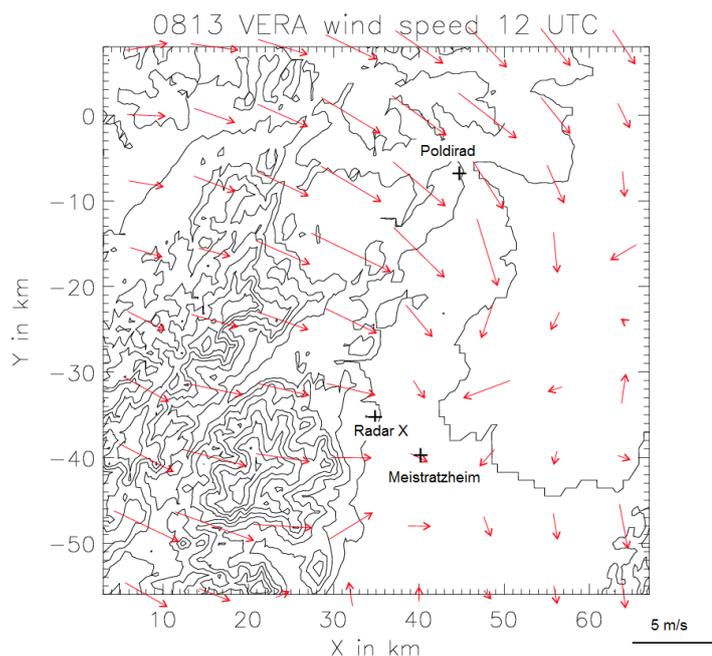 0813 VERA wind speed 12 UTC
0
Poldirad
−10
−20
Y in km
−30
Radar X
−40
Meistratzheim
−50
10 20 30 40 50 60
X in km
5 m/s